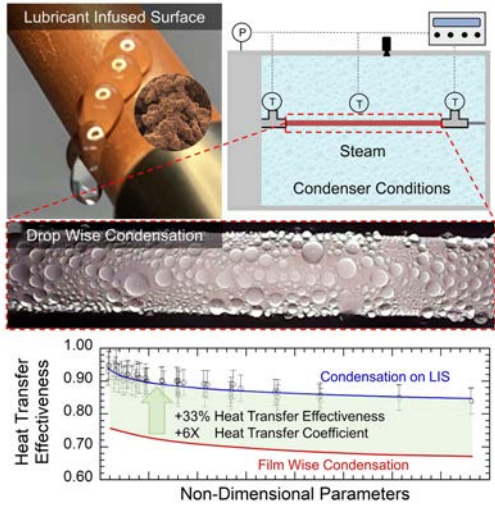 Lubricant Infused Surface
P
T
T
T
Steam
Condenser Conditions
Drop Wise Condensation
Heat Transfer
Effectiveness
1.00
0.90
0.80
0.70
0.60
Condensation on LIS
+33% Heat Transfer Effectiveness
+6X Heat Transfer Coefficient
Film Wise Condensation
Non-Dimensional Parameters